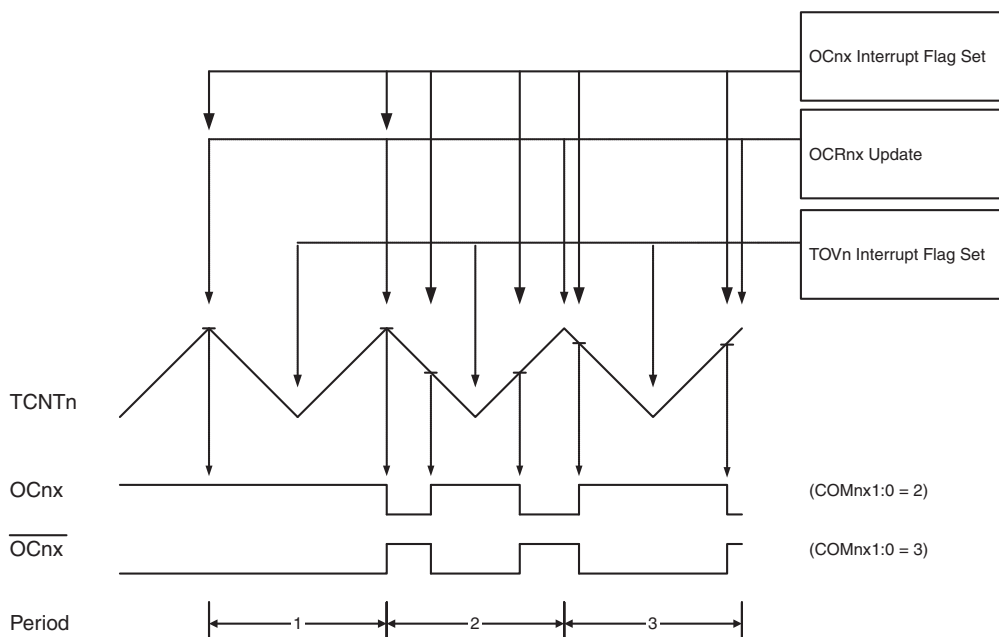 OCnx Interrupt Flag Set
OCRnx Update
TOVn Interrupt Flag Set
TCNTn
OCnx
(COMnx1:0 = 2)
OCnx
(COMnx1:0 = 3)
Period
1
2
3